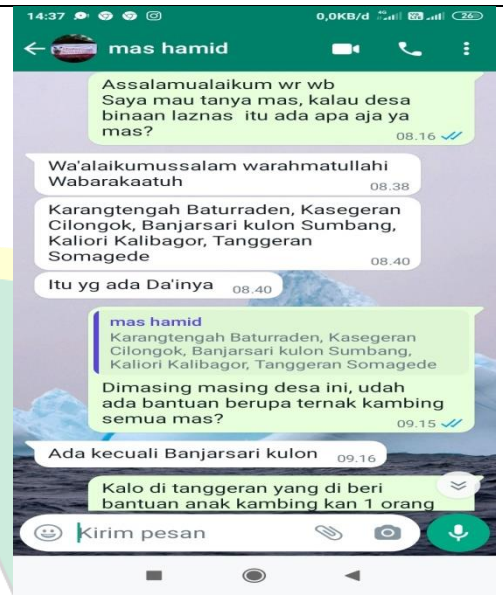 14:37 0,0KB/d 4G 26
mas hamid
Assalamualaikum wr wb
Saya mau tanya mas, kalau desa
binaan laznas itu ada apa aja ya
mas?
08.16
Wa'alaikumussalam warahmatullahi
Wabarakaatuh
08.38
Karangtengah Baturraden, Kasegeran
Cilongok, Banjarsari kulon Sumbang,
Kaliori Kalibagor, Tanggeran
Somagede
08.40
Itu yg ada Da'inya 08.40
mas hamid
Karangtengah Baturraden, Kasegeran
Cilongok, Banjarsari kulon Sumbang,
Kaliori Kalibagor, Tanggeran Somagede
Dimasing masing desa ini, udah
ada bantuan berupa ternak kambing
semua mas?
09.15
Ada kecuali Banjarsari kulon 09.16
Kalo di tanggeran yang di beri
bantuan anak kambing kan 1 orang
Kirim pesan